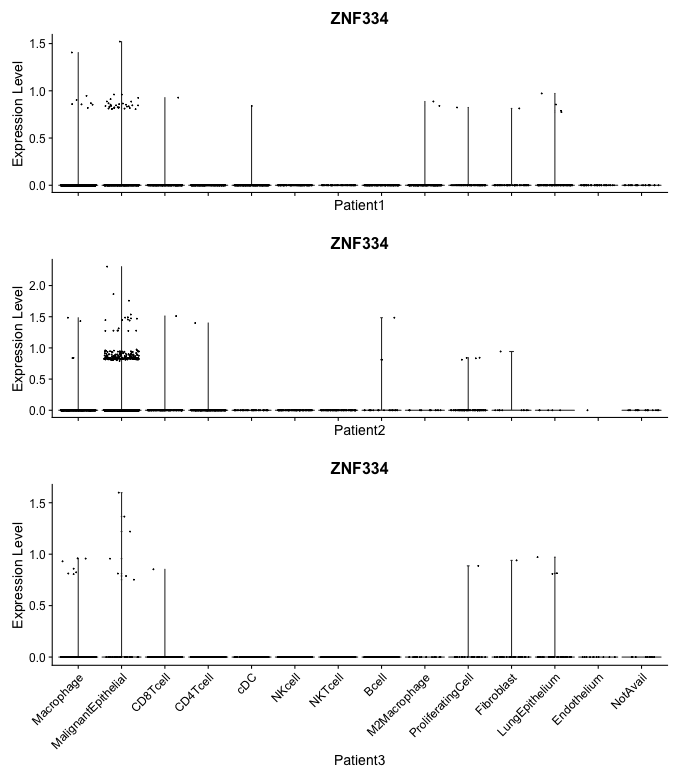 ZNF334
Expression Level
1.5
1.0
0.5
0.0
Patient1
ZNF334
Expression Level
2.0
1.5
1.0
0.5
0.0
Patient2
ZNF334
Expression Level
1.5
1.0
0.5
0.0
Macrophage
MalignantEpithelial
CD8Tcell
CD4Tcell
cDC
NKcell
NKTcell
Bcell
M2Macrophage
ProliferatingCell
Fibroblast
LungEpithelium
Endothelium
NotAvail
Patient3